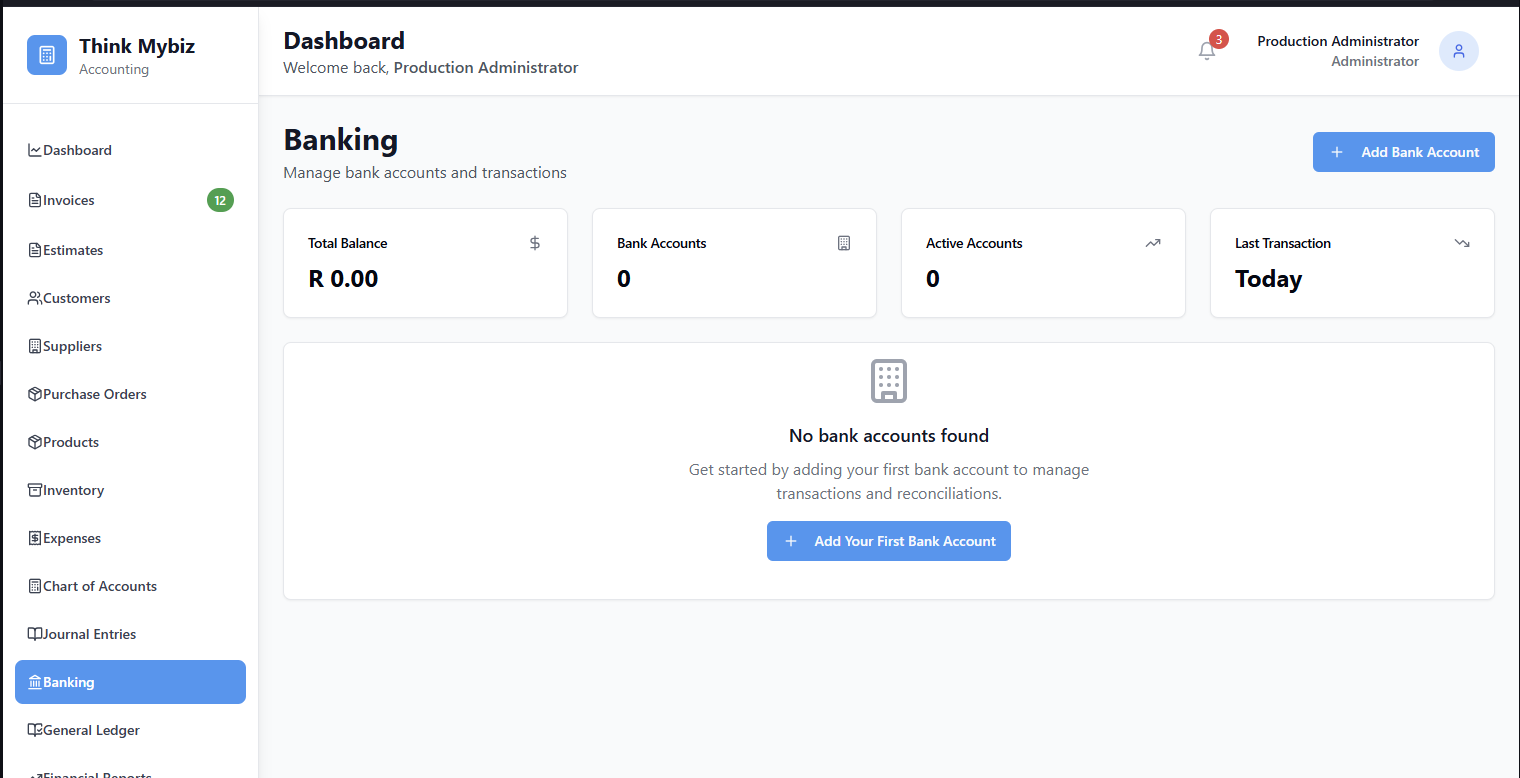 Think Mybiz
Accounting
Dashboard
Invoices
12
Estimates
Customers
Suppliers
Purchase Orders
Products
Inventory
Expenses
Chart of Accounts
Journal Entries
Banking
General Ledger
Financial Reports
Dashboard
Welcome back, Production Administrator
3
Production Administrator
Administrator
Banking
Manage bank accounts and transactions
+ Add Bank Account
Total Balance
$
R 0.00
Bank Accounts
0
Active Accounts
0
Last Transaction
Today
No bank accounts found
Get started by adding your first bank account to manage
transactions and reconciliations.
+ Add Your First Bank Account